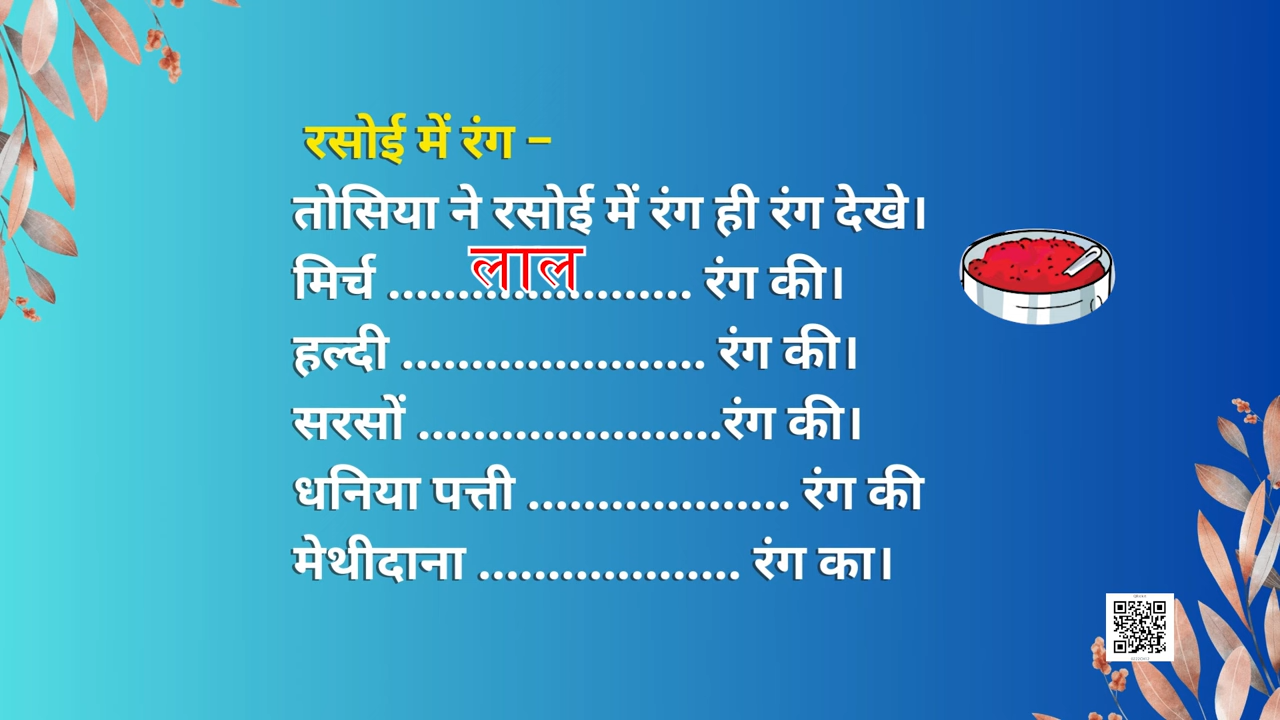 रसोई में रंग –
तोसिया ने रसोई में रंग ही रंग देखे।
मिर्च ......लाल........ रंग की।
हल्दी ...................... रंग की।
सरसों ......................रंग की।
धनिया पत्ती ................... रंग की
मेथीदाना ................... रंग का।